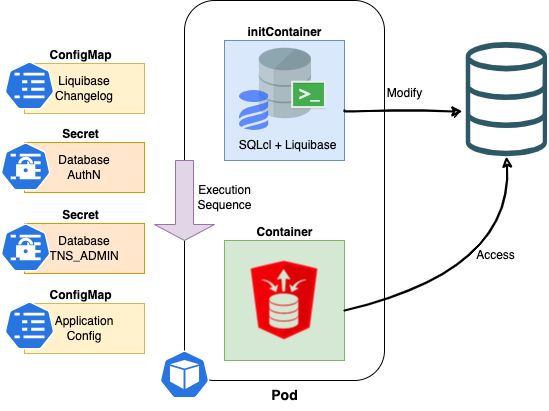 ConfigMap
Liquibase
Changelog
Secret
Database
AuthN
Secret
Database
TNS_ADMIN
ConfigMap
Application
Config
initContainer
>_
SQLcl + Liquibase
Execution
Sequence
Container
Pod
Modify
Access